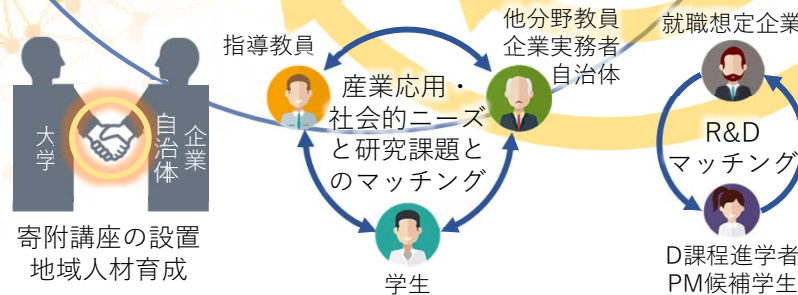 大学
自治体
企業
寄附講座の設置
地域人材育成
指導教員
他分野教員
企業実務者
自治体
産業応用・
社会的ニーズ
と研究課題と
のマッチング
学生
就職想定企業
R&D
マッチング
D課程進学者
PM候補学生